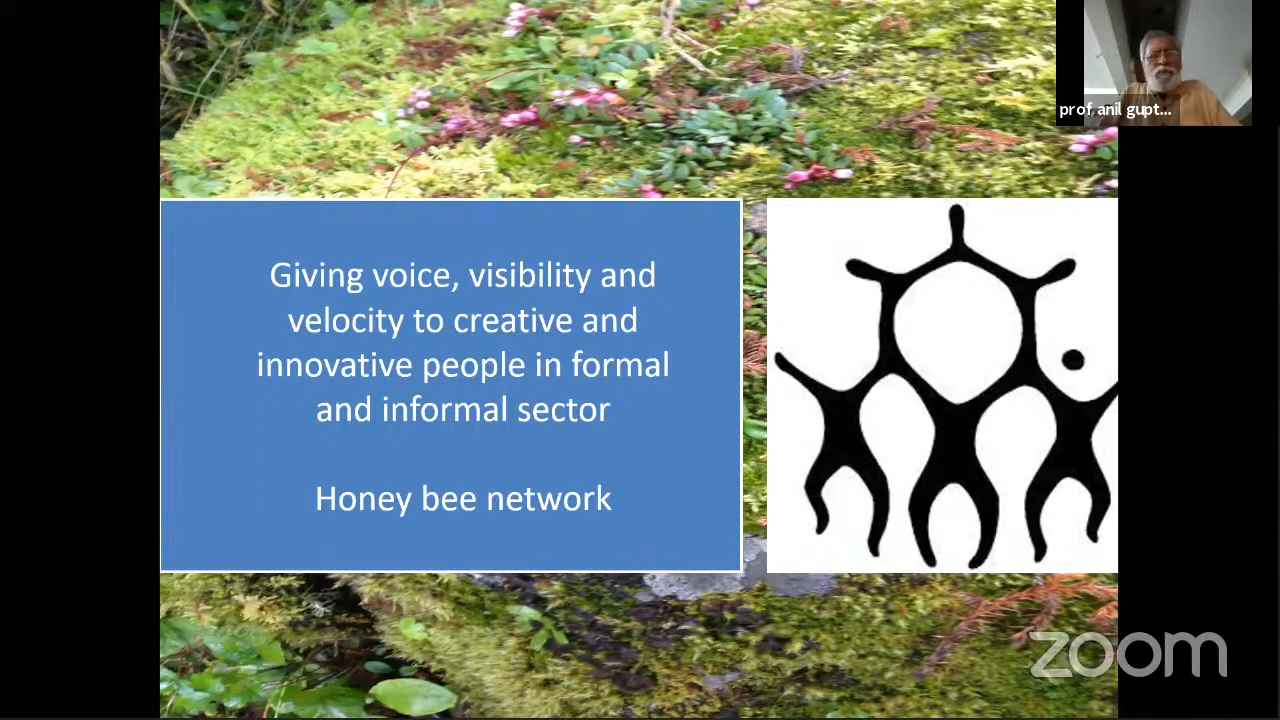 prof anil gupt...
Giving voice, visibility and
velocity to creative and
innovative people in formal
and informal sector
Honey bee network
zoom